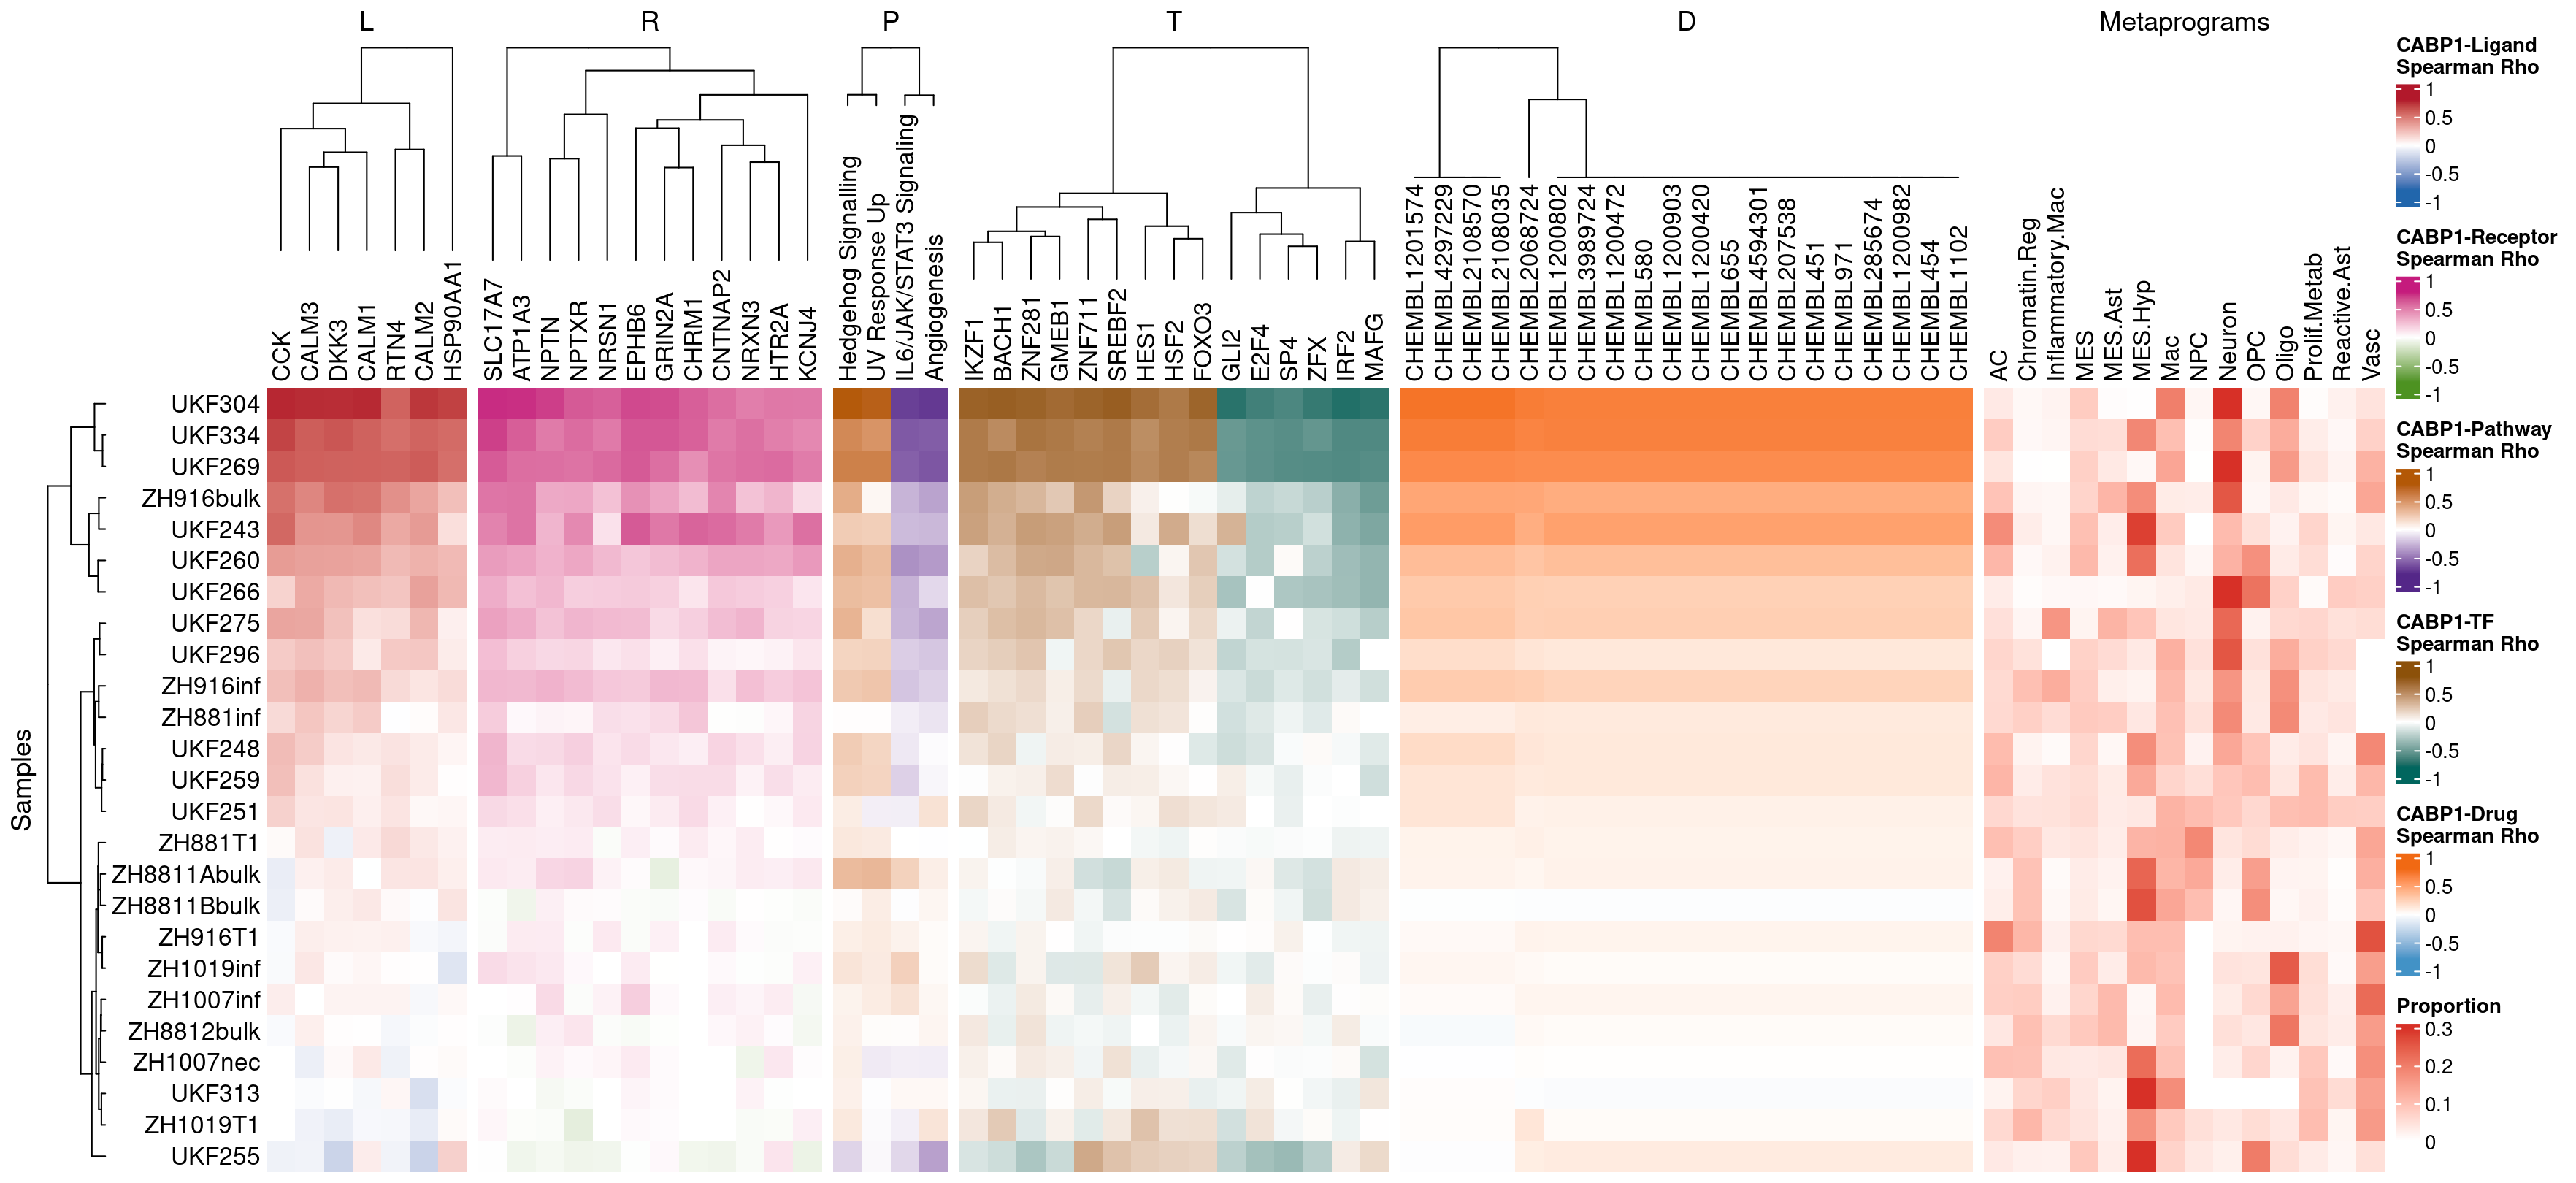 L R P T D Metaprograms
CCK
CALM3
DKK3
CALM1
RTN4
CALM2
HSP90AA1
SLC17A7
ATP1A3
NPTN
NPTXR
NRSN1
EPHB6
GRIN2A
CHRM1
CNTNAP2
NRXN3
HTR2A
KCNJ4
Hedgehog Signalling
UV Response Up
IL6/JAK/STAT3 Signaling
Angiogenesis
IKZF1
BACH1
ZNF281
GMEB1
ZNF711
SREBF2
HES1
HSF2
FOXO3
GLI2
E2F4
SP4
ZFX
IRF2
MAFG
CHEMBL1201574
CHEMBL4297229
CHEMBL2108570
CHEMBL2108035
CHEMBL2068724
CHEMBL1200802
CHEMBL3989724
CHEMBL1200472
CHEMBL580
CHEMBL1200903
CHEMBL1200420
CHEMBL655
CHEMBL4594301
CHEMBL207538
CHEMBL451
CHEMBL971
CHEMBL285674
CHEMBL1200982
CHEMBL454
CHEMBL1102
AC
Chromatin.Reg
Inflammatory.Mac
MES
MES.Ast
MES.Hyp
Mac
NPC
Neuron
OPC
Oligo
Prolif.Metab
Reactive.Ast
Vasc
Samples
UKF304
UKF334
UKF269
ZH916bulk
UKF243
UKF260
UKF266
UKF275
UKF296
ZH916inf
ZH881inf
UKF248
UKF259
UKF251
ZH881T1
ZH8811Abulk
ZH8811Bbulk
ZH916T1
ZH1019inf
ZH1007inf
ZH8812bulk
ZH1007nec
UKF313
ZH1019T1
UKF255
CABP1-Ligand
Spearman Rho
1
0.5
0
-0.5
-1
CABP1-Receptor
Spearman Rho
1
0.5
0
-0.5
-1
CABP1-Pathway
Spearman Rho
1
0.5
0
-0.5
-1
CABP1-TF
Spearman Rho
1
0.5
0
-0.5
-1
CABP1-Drug
Spearman Rho
1
0.5
0
-0.5
-1
Proportion
0.3
0.2
0.1
0